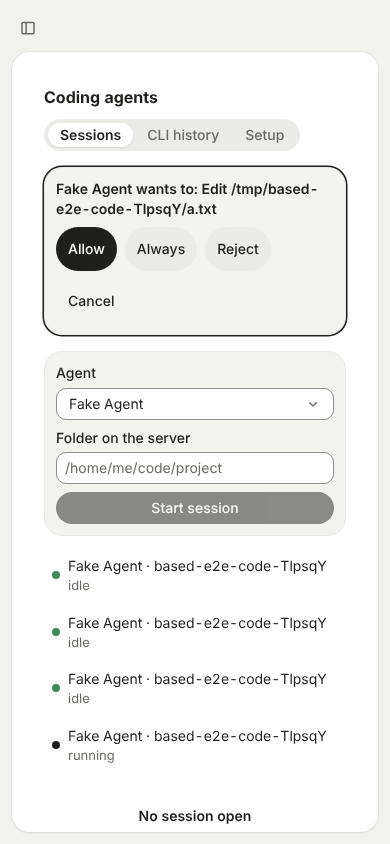 Coding agents
Sessions CLI history Setup
Fake Agent wants to: Edit /tmp/based-
e2e-code-TlpsqY/a.txt
Allow Always Reject
Cancel
Agent
Fake Agent
Folder on the server
/home/me/code/project
Start session
Fake Agent · based-e2e-code-TlpsqY
idle
Fake Agent · based-e2e-code-TlpsqY
idle
Fake Agent · based-e2e-code-TlpsqY
idle
Fake Agent · based-e2e-code-TlpsqY
running
No session open